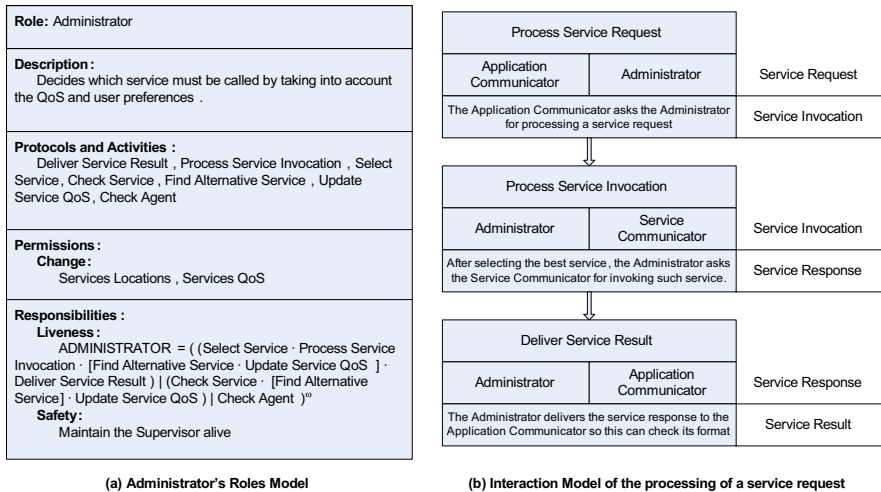 Role: Administrator
Description:
Decides which service must be called by taking into account
the QoS and user preferences .
Protocols and Activities :
Deliver Service Result , Process Service Invocation , Select
Service, Check Service , Find Alternative Service , Update
Service QoS, Check Agent
Permissions:
Change:
Services Locations , Services QoS
Responsibilities :
Liveness:
ADMINISTRATOR = ( (Select Service · Process Service
Invocation · [Find Alternative Service · Update Service QoS ] ·
Deliver Service Result ) | (Check Service · [Find Alternative
Service] · Update Service QoS ) | Check Agent )ω
Safety:
Maintain the Supervisor alive
(a) Administrator's Roles Model
Process Service Request
Application
Communicator
Administrator
Service Request
The Application Communicator asks the Administrator
for processing a service request
Service Invocation
Process Service Invocation
Administrator
Service
Communicator
Service Invocation
After selecting the best service, the Administrator asks
the Service Communicator for invoking such service.
Service Response
Deliver Service Result
Administrator
Application
Communicator
Service Response
The Administrator delivers the service response to the
Application Communicator so this can check its format
Service Result
(b) Interaction Model of the processing of a service request